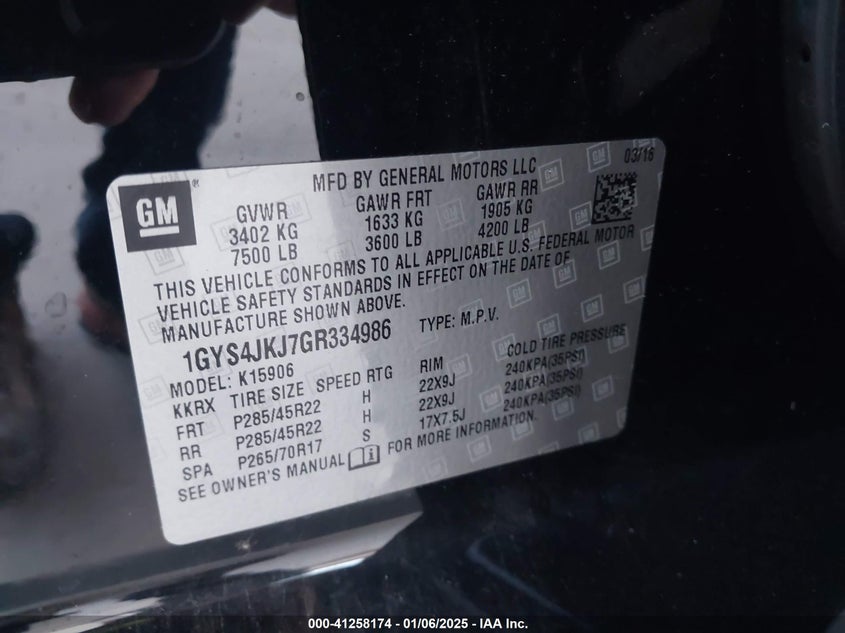 GM
MFD BY GENERAL MOTORS LLC
03/16
GVWR GAWR FRT GAWR RR
3402 KG 1633 KG 1905 KG
7500 LB 3600 LB 4200 LB
THIS VEHICLE CONFORMS TO ALL APPLICABLE U.S. FEDERAL MOTOR
VEHICLE SAFETY STANDARDS IN EFFECT ON THE DATE OF
MANUFACTURE SHOWN ABOVE.
1GYS4JKJ7GR334986 TYPE: M.P.V.
MODEL: K15906
KKRX TIRE SIZE SPEED RTG RIM COLD TIRE PRESSURE
FRT P285/45R22 H 22X9J 240KPA(35PSI)
RR P285/45R22 H 22X9J 240KPA(35PSI)
SPA P265/70R17 S 17X7.5J 240KPA(35PSI)
SEE OWNER'S MANUAL FOR MORE INFORMATION.
000-41258174 - 01/06/2025 - IAA Inc.